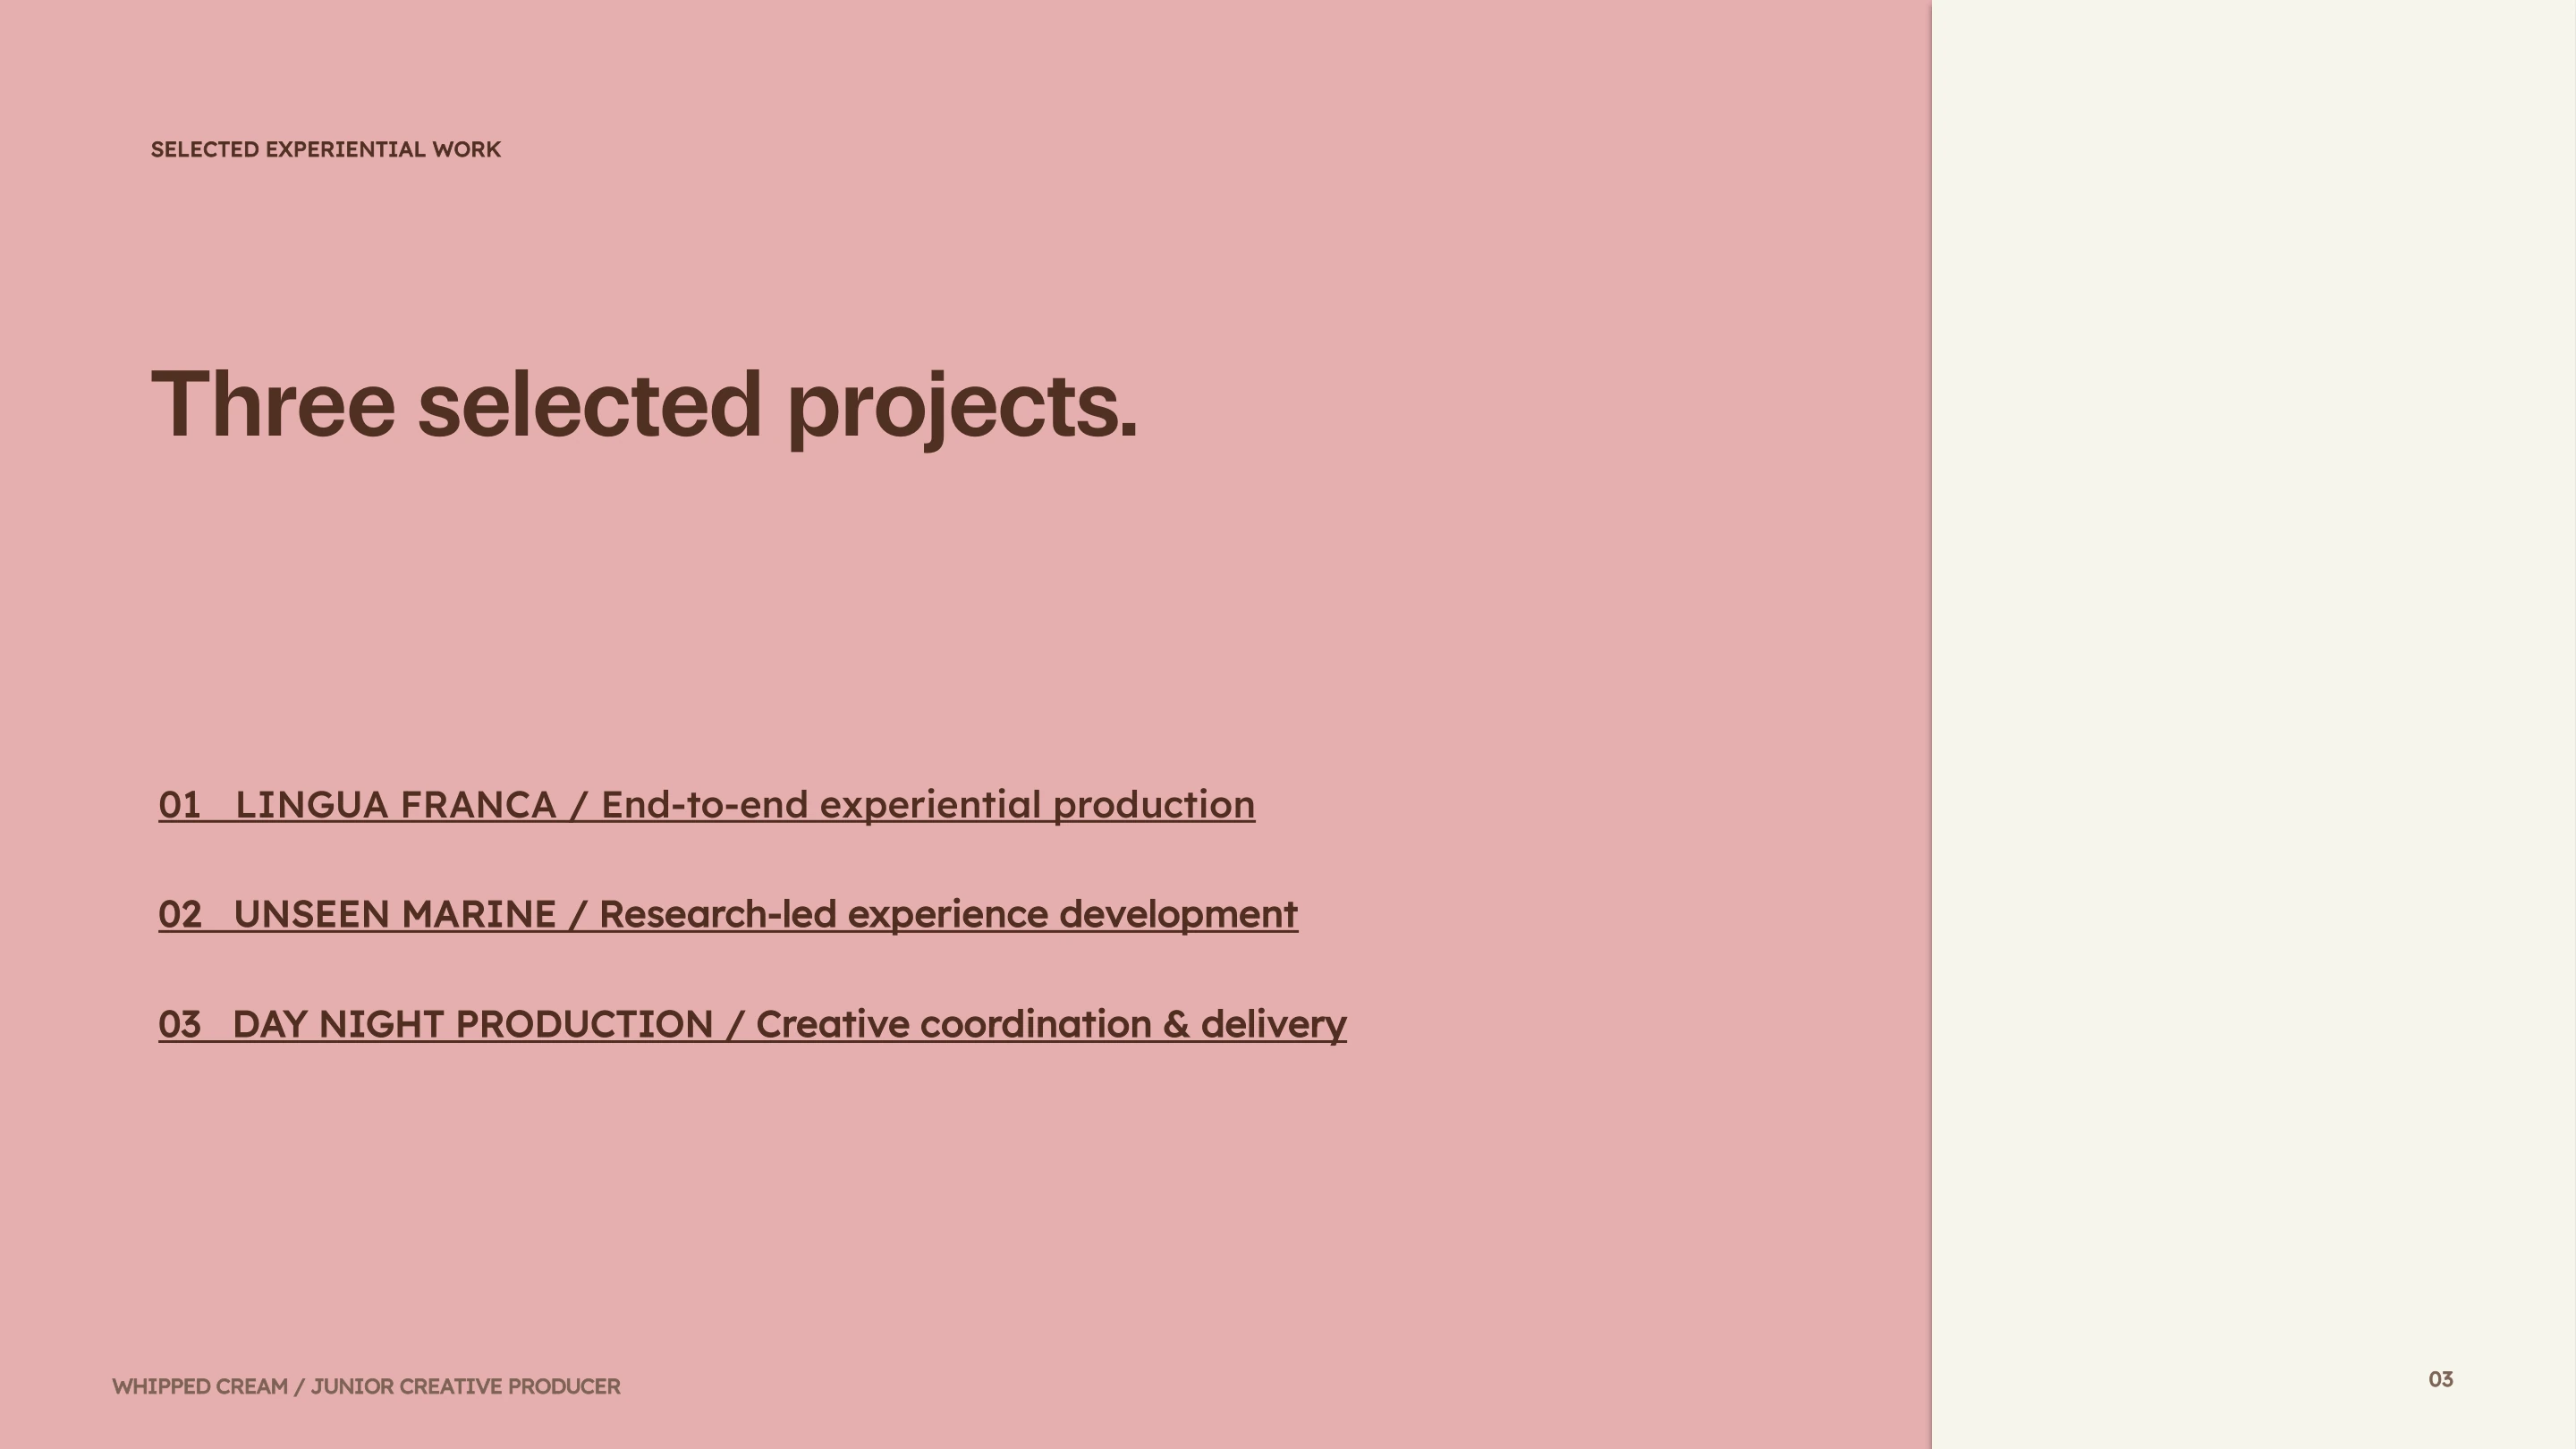 SELECTED EXPERIENTIAL WORK
Three selected projects.
01 LINGUA FRANCA / End-to-end experiential production
02 UNSEEN MARINE / Research-led experience development
03 DAY NIGHT PRODUCTION / Creative coordination & delivery
WHIPPED CREAM / JUNIOR CREATIVE PRODUCER
03